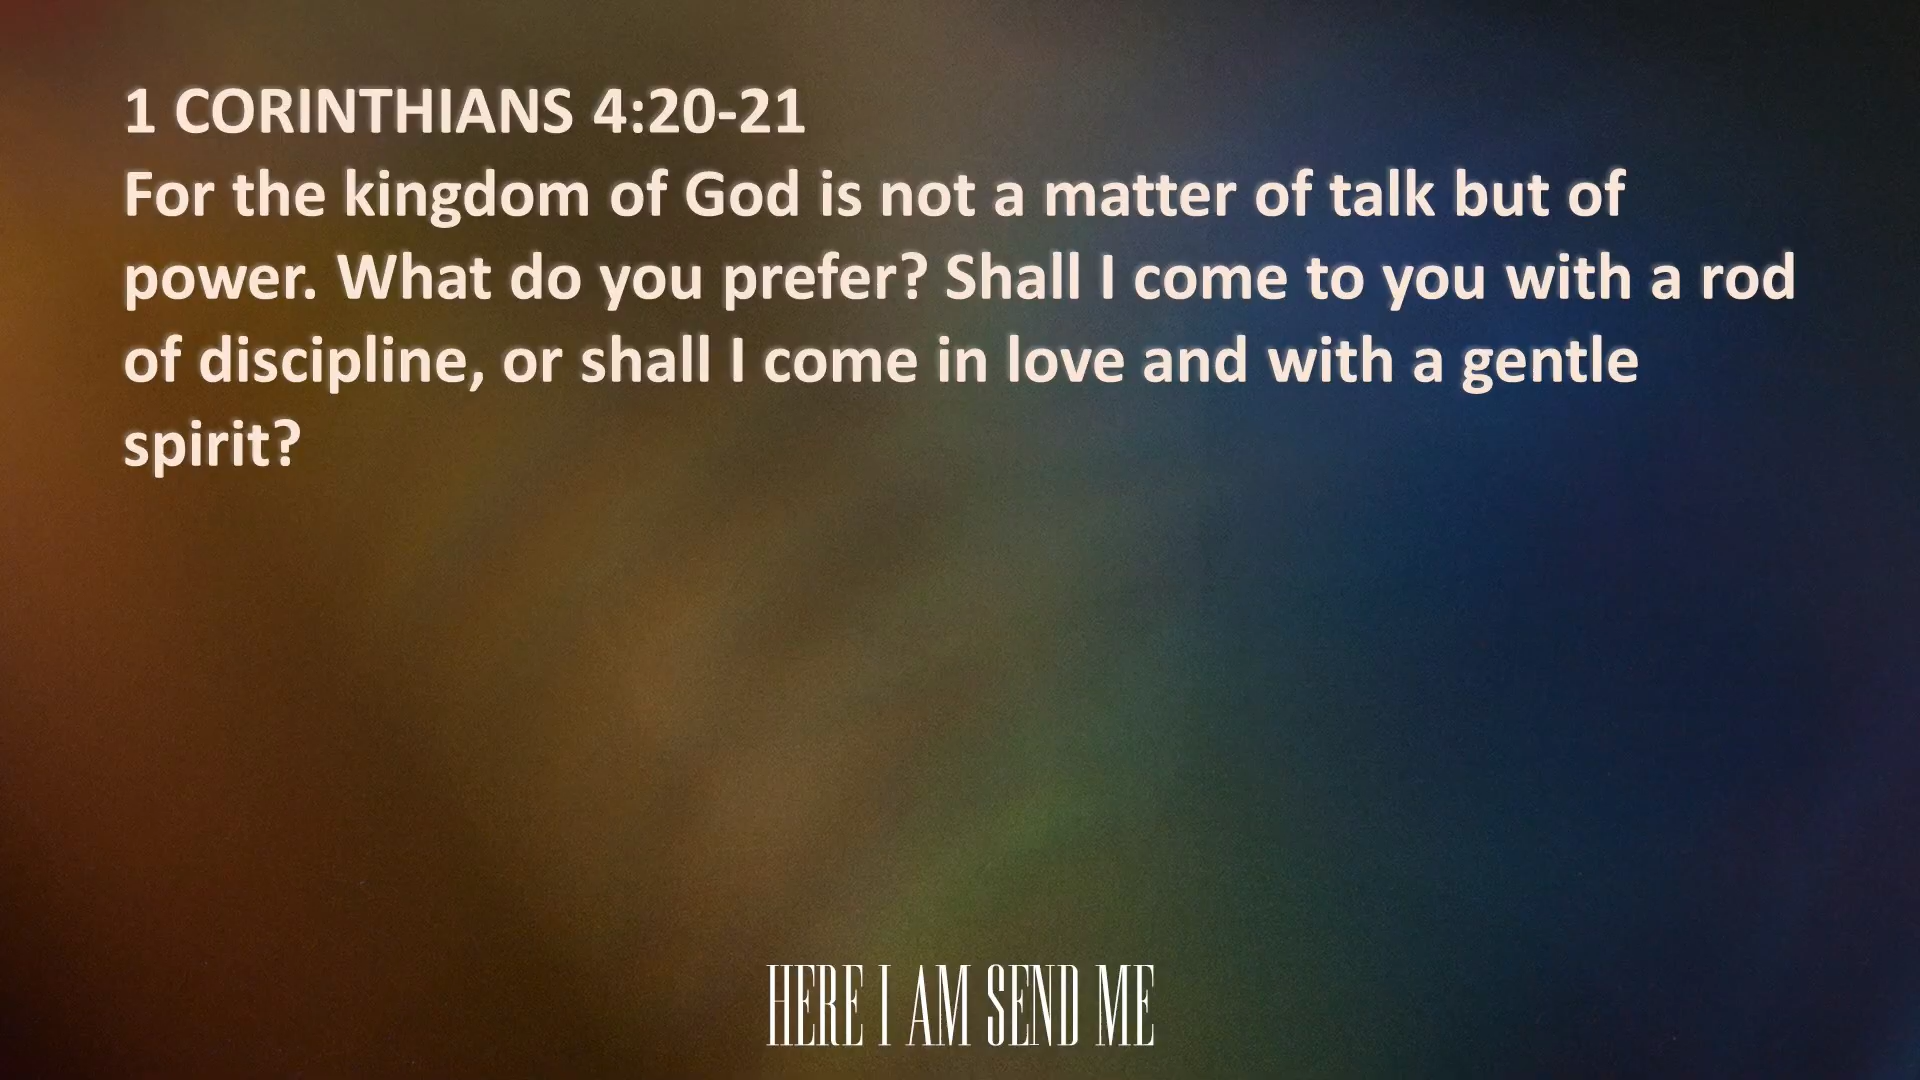 1 CORINTHIANS 4:20-21
For the kingdom of God is not a matter of talk but of
power. What do you prefer? Shall I come to you with a rod
of discipline, or shall I come in love and with a gentle
spirit?
HERE I AM SEND ME